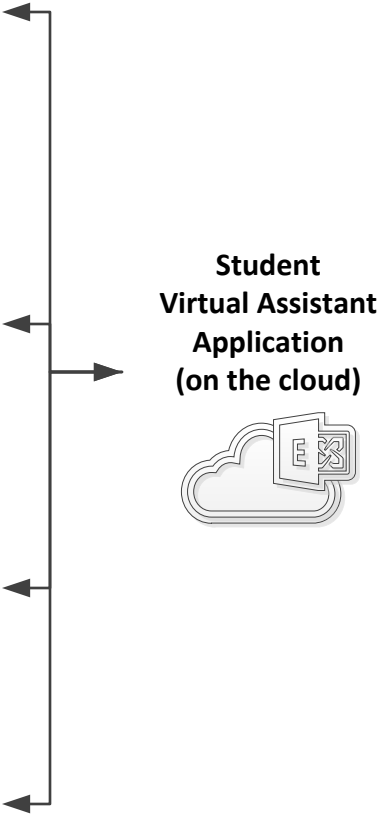 Student
Virtual Assistant
Application
(on the cloud)
E